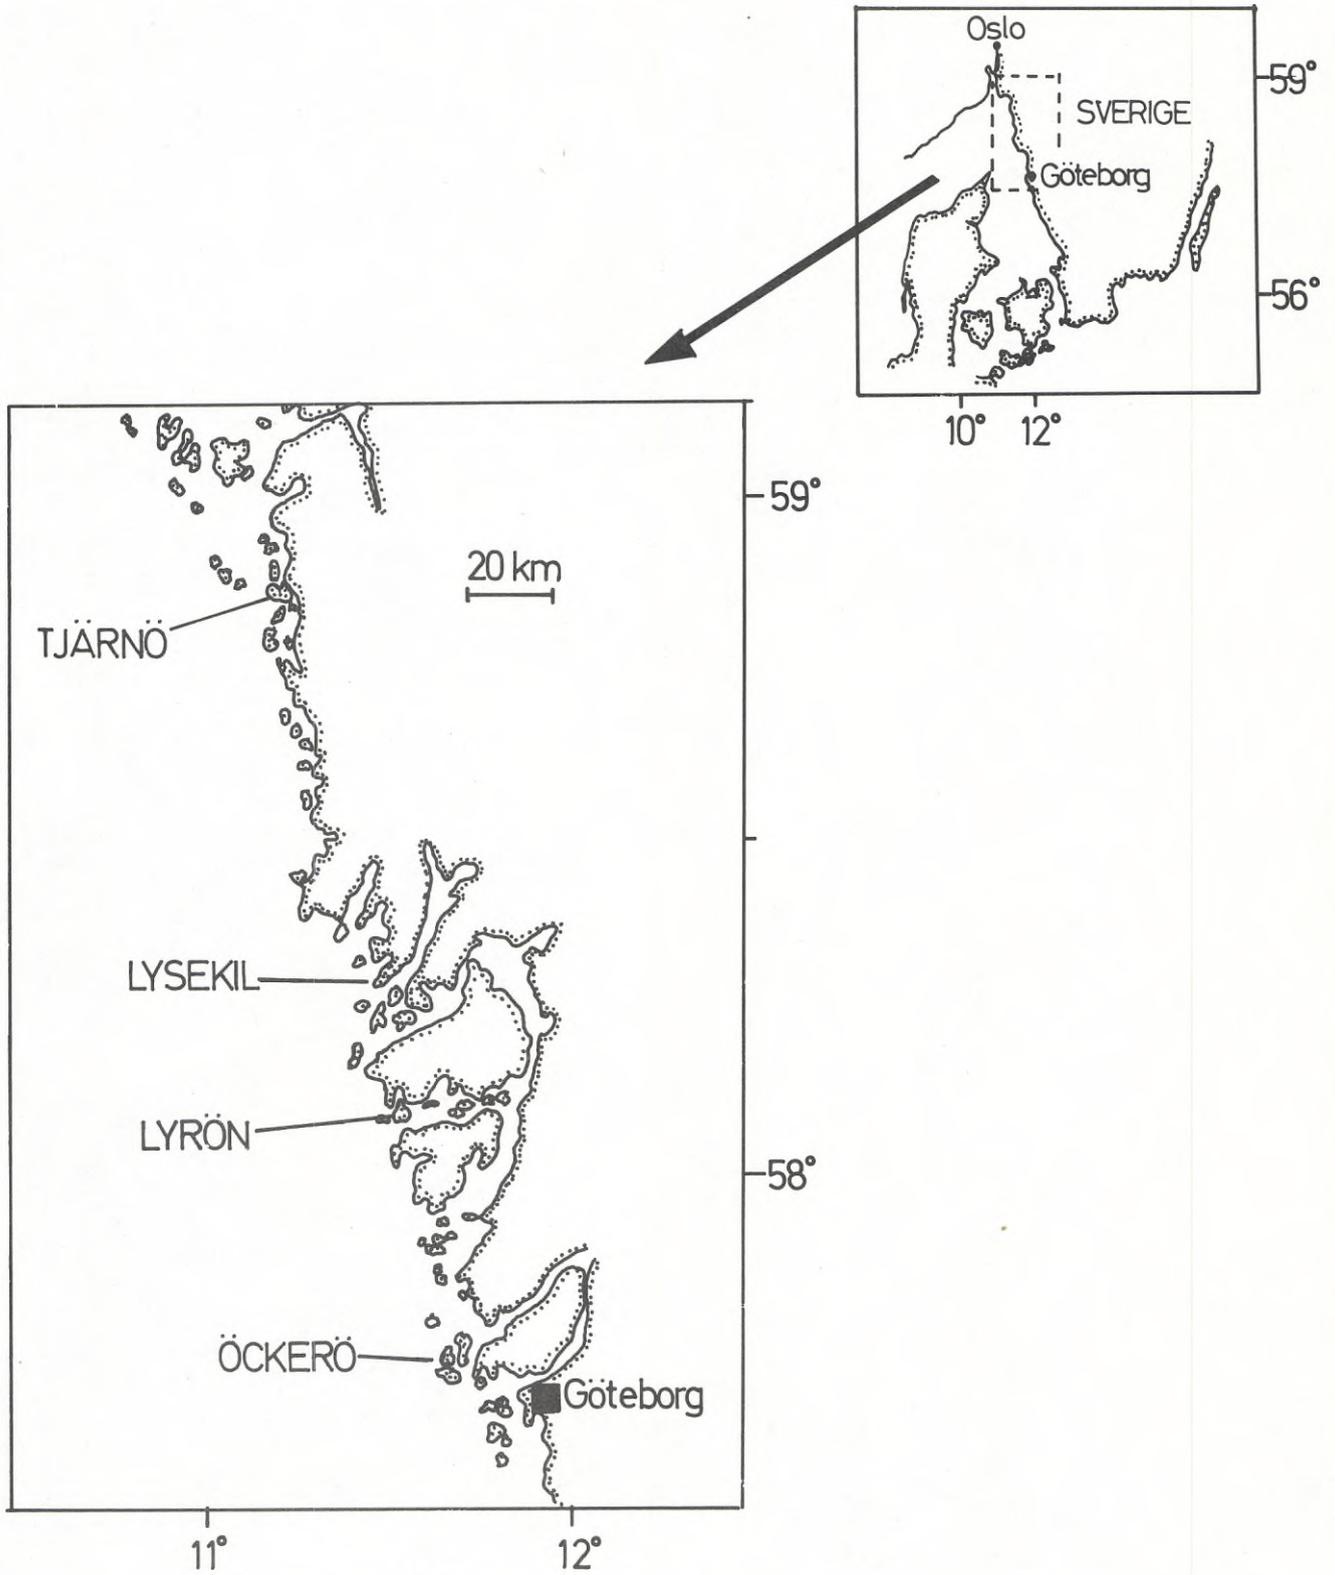 Oslo
59°
SVERIGE
Göteborg
56°
10° 12°
59°
20 km
TJÄRNÖ
LYSEKIL
LYRÖN
58°
ÖCKERÖ
Göteborg
11° 12°